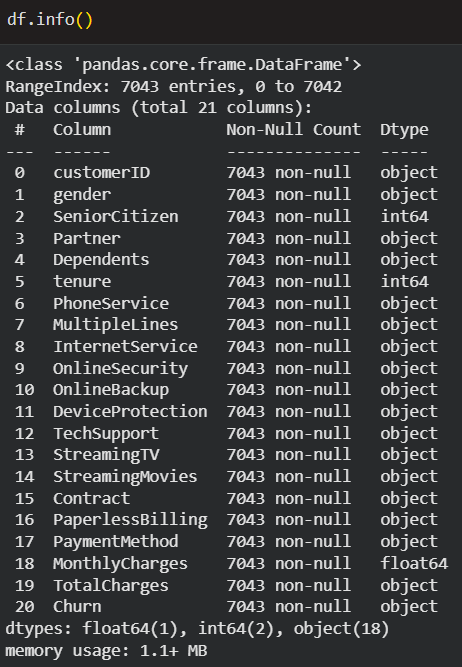 df.info()
<class 'pandas.core.frame.DataFrame'>
RangeIndex: 7043 entries, 0 to 7042
Data columns (total 21 columns):
 #   Column            Non-Null Count  Dtype
---  ------            --------------  -----
 0   customerID        7043 non-null   object
 1   gender            7043 non-null   object
 2   SeniorCitizen     7043 non-null   int64
 3   Partner           7043 non-null   object
 4   Dependents        7043 non-null   object
 5   tenure            7043 non-null   int64
 6   PhoneService      7043 non-null   object
 7   MultipleLines     7043 non-null   object
 8   InternetService   7043 non-null   object
 9   OnlineSecurity    7043 non-null   object
 10  OnlineBackup      7043 non-null   object
 11  DeviceProtection  7043 non-null   object
 12  TechSupport       7043 non-null   object
 13  StreamingTV       7043 non-null   object
 14  StreamingMovies   7043 non-null   object
 15  Contract          7043 non-null   object
 16  PaperlessBilling  7043 non-null   object
 17  PaymentMethod     7043 non-null   object
 18  MonthlyCharges    7043 non-null   float64
 19  TotalCharges      7043 non-null   object
 20  Churn             7043 non-null   object
dtypes: float64(1), int64(2), object(18)
memory usage: 1.1+ MB